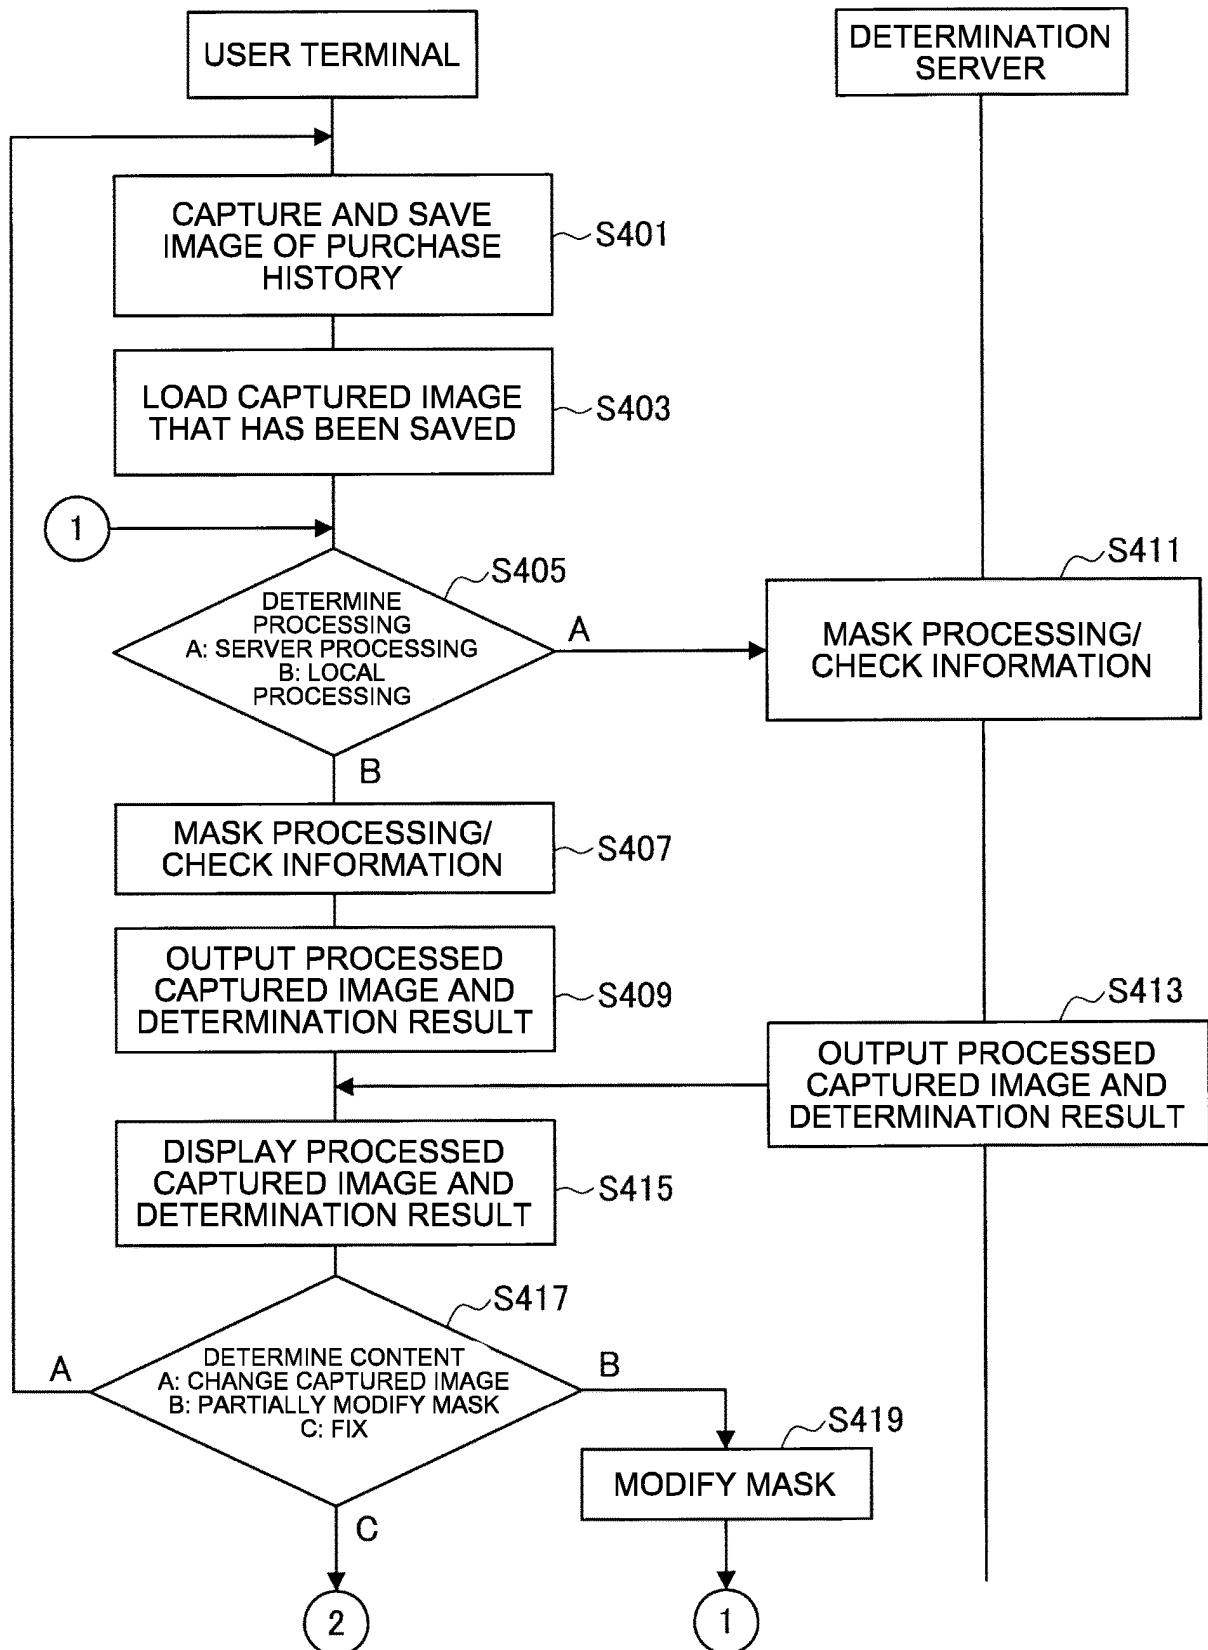 USER TERMINAL
DETERMINATION
SERVER
CAPTURE AND SAVE
IMAGE OF PURCHASE
HISTORY
S401
LOAD CAPTURED IMAGE
THAT HAS BEEN SAVED
S403
1
S405
DETERMINE
PROCESSING
A: SERVER PROCESSING
B: LOCAL
PROCESSING
A
S411
MASK PROCESSING/
CHECK INFORMATION
B
MASK PROCESSING/
CHECK INFORMATION
S407
OUTPUT PROCESSED
CAPTURED IMAGE AND
DETERMINATION RESULT
S409
S413
OUTPUT PROCESSED
CAPTURED IMAGE AND
DETERMINATION RESULT
DISPLAY PROCESSED
CAPTURED IMAGE AND
DETERMINATION RESULT
S415
S417
A
DETERMINE CONTENT
A: CHANGE CAPTURED IMAGE
B: PARTIALLY MODIFY MASK
C: FIX
B
S419
MODIFY MASK
C
2
1